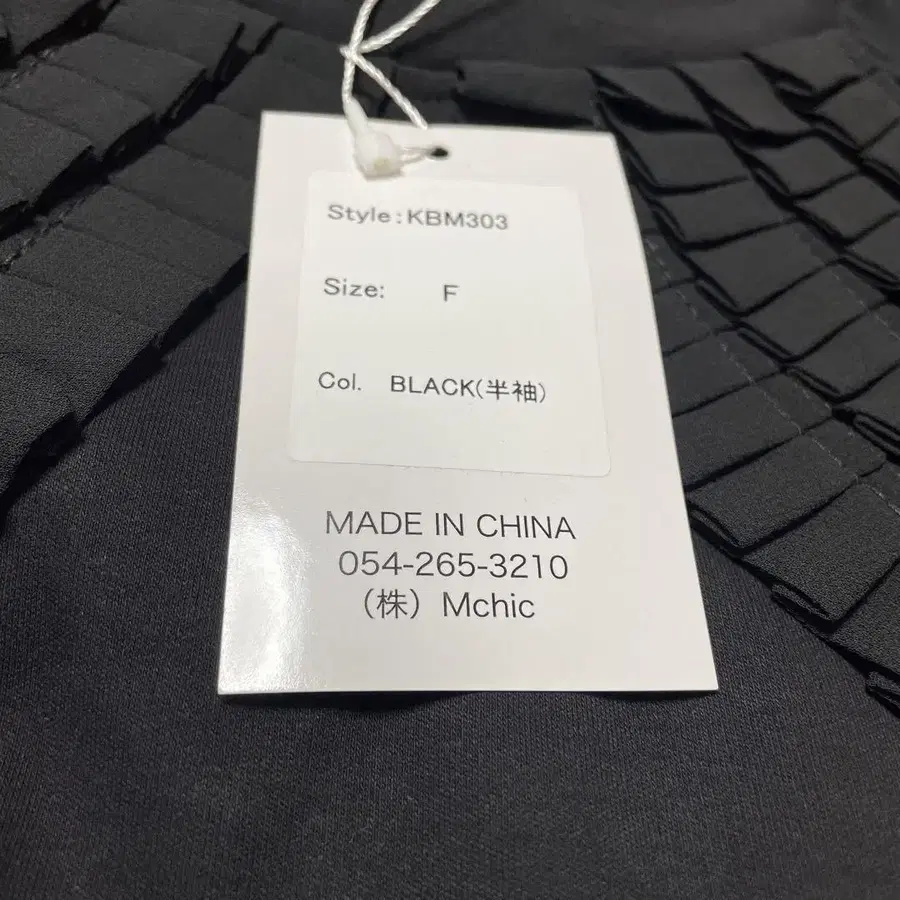 Style:KBM303
Size: F
Col. BLACK(半袖)
MADE IN CHINA
054-265-3210
（株）Mchic